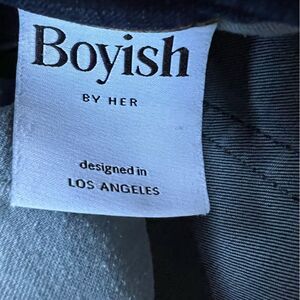 Boyish
BY HER
designed in
LOS ANGELES